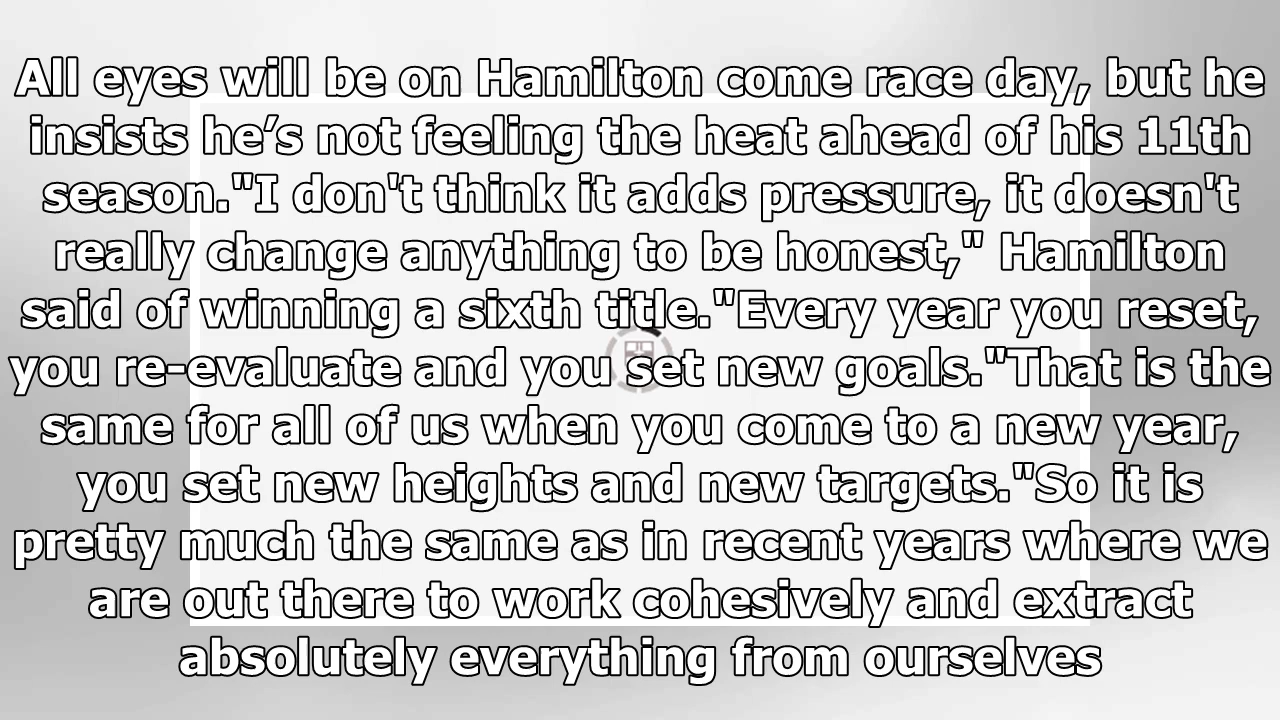 All eyes will be on Hamilton come race day, but he
insists he’s not feeling the heat ahead of his 11th
season."I don't think it adds pressure, it doesn't
really change anything to be honest," Hamilton
said of winning a sixth title."Every year you reset,
you re-evaluate and you set new goals."That is the
same for all of us when you come to a new year,
you set new heights and new targets."So it is
pretty much the same as in recent years where we
are out there to work cohesively and extract
absolutely everything from ourselves